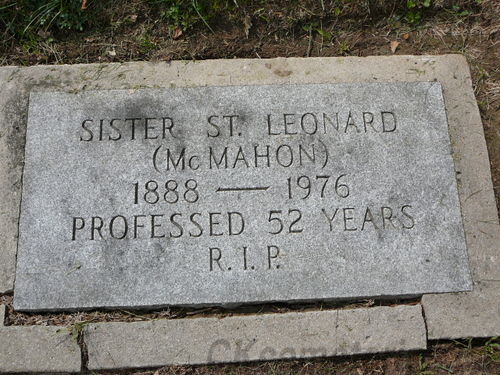 SISTER ST. LEONARD
(McMAHON)
1888 — 1976
PROFESSED 52 YEARS
R.I.P.